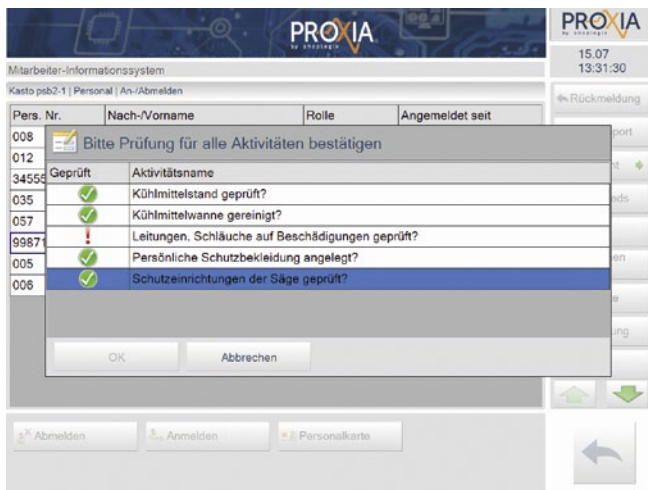 PROXIA
PROXIA
by shoplogix
15.07
13:31:30
Mitarbeiter-Informationssystem
Kasto psb2-1 | Personal | An-/Abmelden
Rückmeldung
Pers. Nr. Nach-/Vorname Rolle Angemeldet seit
008
012
34555
035
057
99871
005
006
Bitte Prüfung für alle Aktivitäten bestätigen
Geprüft Aktivitätsname
Kühlmittelstand geprüft?
Kühlmittelwanne gereinigt?
Leitungen, Schläuche auf Beschädigungen geprüft?
Persönliche Schutzbekleidung angelegt?
Schutzeinrichtungen der Säge geprüft?
OK Abbrechen
Abmelden Anmelden Personalkarte